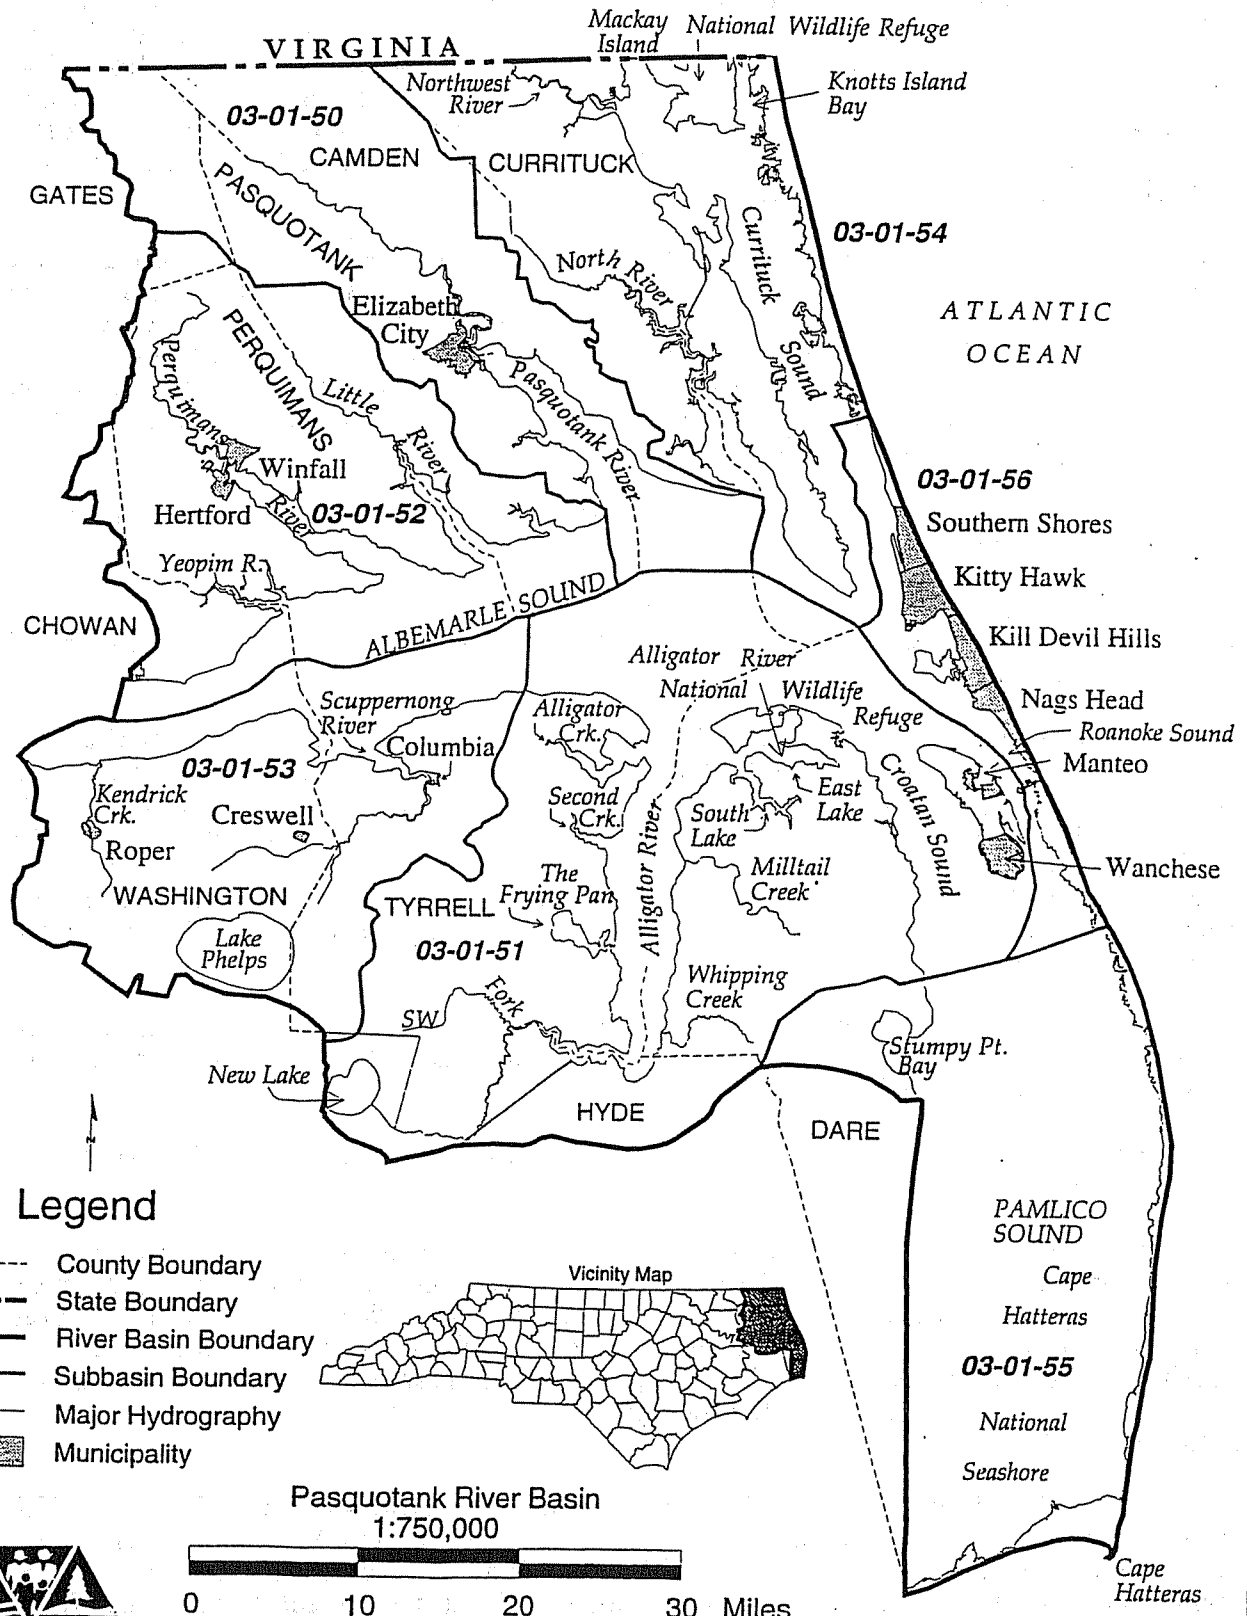 Mackay
Island
National Wildlife Refuge
VIRGINIA
Northwest
River
Knotts Island
Bay
03-01-50
CAMDEN
CURRITUCK
GATES
PASQUOTANK
Currituck
Sound
03-01-54
North River
ATLANTIC
OCEAN
Elizabeth
City
PERQUIMANS
Perquimans
River
Little
River
Pasquotank River
Winfall
Hertford
03-01-52
03-01-56
Southern Shores
Yeopim R.
Kitty Hawk
CHOWAN
ALBEMARLE SOUND
Kill Devil Hills
Alligator River
National Wildlife
Refuge
Nags Head
Roanoke Sound
Manteo
Scuppernong
River
Alligator
Crk.
Columbia
03-01-53
Kendrick
Crk.
Creswell
Second
Crk.
South
Lake
East
Lake
Croatan Sound
Roper
Alligator River
Milltail
Creek
Wanchese
The
Frying Pan
WASHINGTON
TYRRELL
Lake
Phelps
03-01-51
Whipping
Creek
SW
Fork
Stumpy Pt.
Bay
New Lake
HYDE
DARE
N
Legend
County Boundary
State Boundary
River Basin Boundary
Subbasin Boundary
Major Hydrography
Municipality
PAMLICO
SOUND
Cape
Hatteras
03-01-55
National
Seashore
Vicinity Map
Pasquotank River Basin
1:750,000
0 10 20 30 Miles
Cape
Hatteras